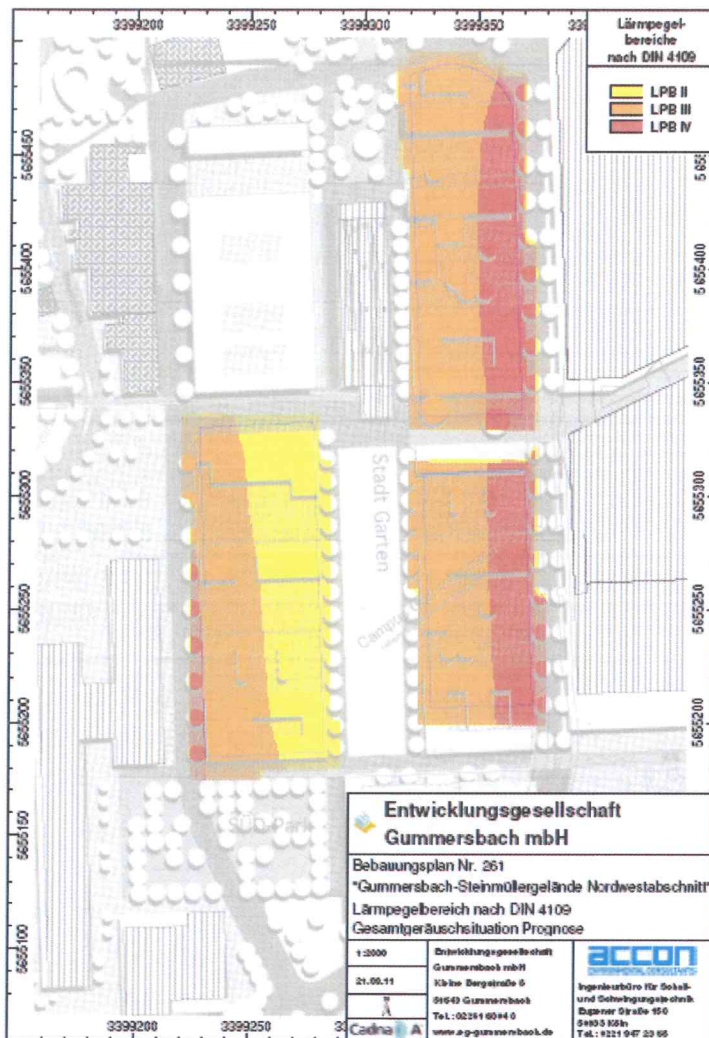 3399200 3399250 3399300 3399350
Lärmpegel-
bereiche
nach DIN 4109
LPB II
LPB III
LPB IV
5655450
5655400 5655400
5655350 5655350
5655300 5655300
5655250 5655250
5655200 5655200
5655150
5655100
Stadt Garten
Süd Park
Entwicklungsgesellschaft
Gummersbach mbH
Bebauungsplan Nr. 261
"Gummersbach-Steinmüllergelände Nordwestabschnitt"
Lärmpegelbereich nach DIN 4109
Gesamtgeräuschsituation Prognose
1:2000
21.09.11
Cadna A
Entwicklungsgesellschaft
Gummersbach mbH
Kleine Bergstraße 5
51643 Gummersbach
www.eg-gummersbach.de
accon
ENVIRONMENTAL CONSULTANTS
Ingenieurbüro für Schall-
und Schwingungstechnik
3399200 3399250